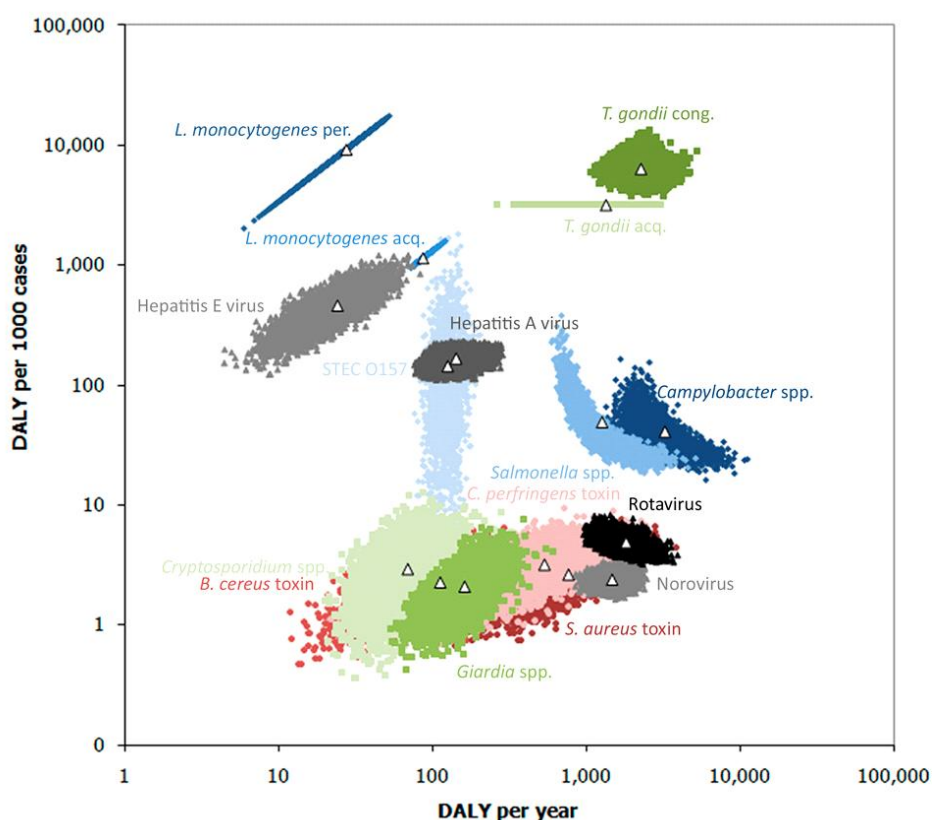 100,000
T. gondii cong.
L. monocytogenes per.
10,000
T. gondii acq.
L. monocytogenes acq.
1,000
Hepatitis E virus
Hepatitis A virus
STEC O157
100
Campylobacter spp.
DALY per 1000 cases
Salmonella spp.
C. perfringens toxin
10
Rotavirus
Cryptosporidium spp.
B. cereus toxin
Norovirus
1
S. aureus toxin
Giardia spp.
0
1 10 100 1,000 10,000 100,000
DALY per year